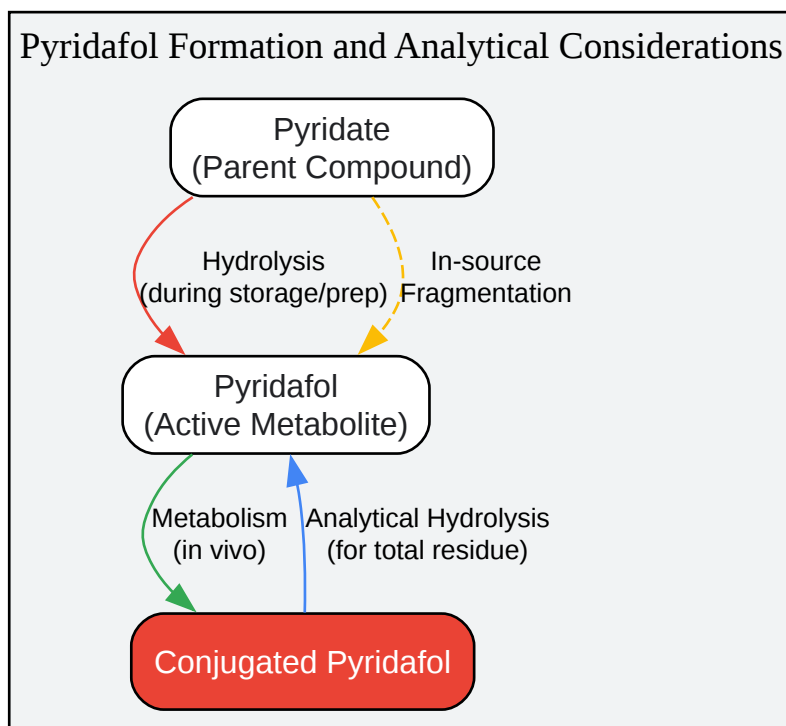 Pyridafol Formation and Analytical Considerations
Pyridate
(Parent Compound)
Hydrolysis
(during storage/prep)
In-source
Fragmentation
Pyridafol
(Active Metabolite)
Metabolism
(in vivo)
Analytical Hydrolysis
(for total residue)
Conjugated Pyridafol